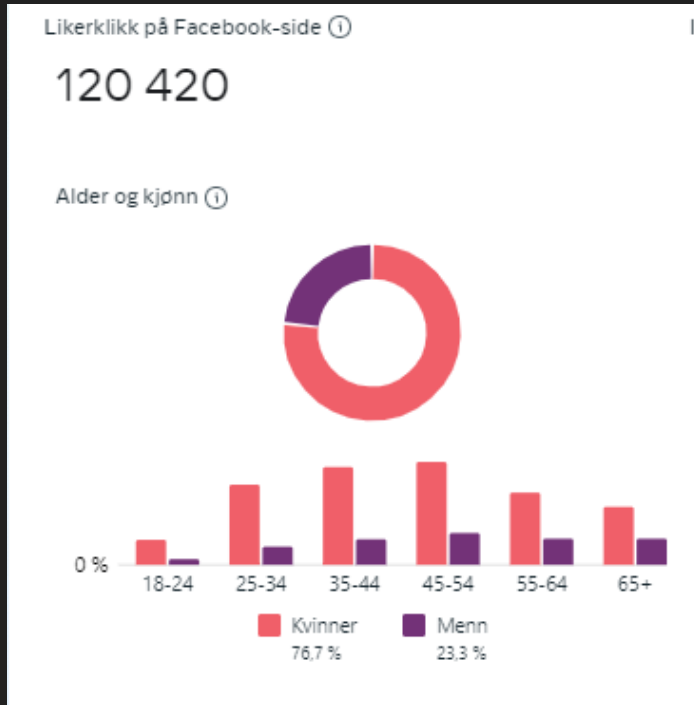 Likerklikk på Facebook-side
120 420
Alder og kjønn
0 %
18-24 25-34 35-44 45-54 55-64 65+
Kvinner Menn
76,7 % 23,3 %